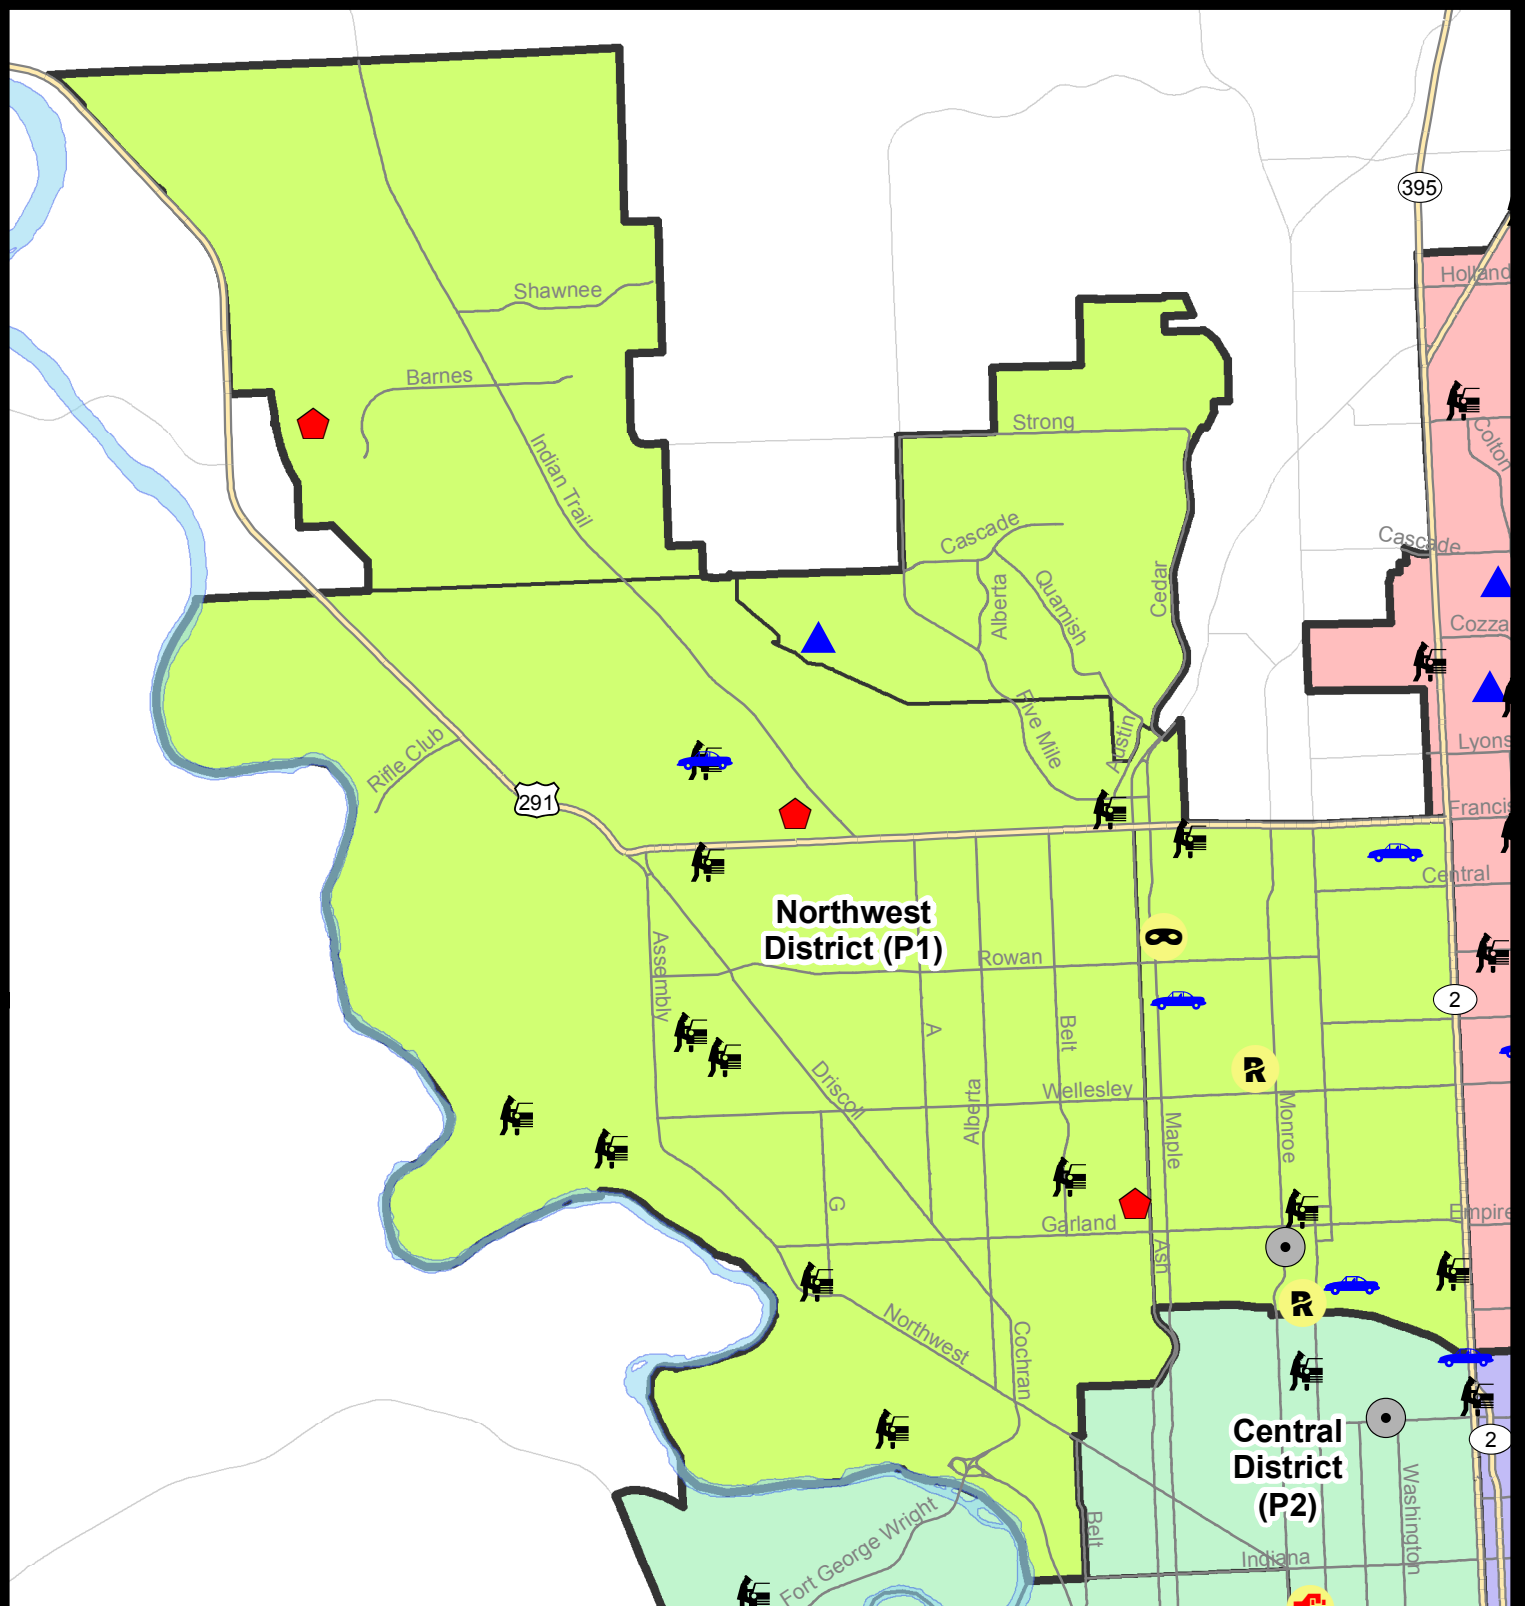 395
Holland
Shawnee
Barnes
Strong
Colton
Indian Trail
Cascade
Cascade
Cedar
Alberta
Quamish
Cozza
Five Mile
Austin
Lyons
Rifle Club
291
Francis
Central
Northwest
District (P1)
Assembly
Rowan
2
A
Belt
Driscoll
Wellesley
Alberta
Maple
Monroe
G
Garland
Empire
Ash
Northwest
Cochran
Central
District
(P2)
2
Washington
Fort George Wright
Belt
Indiana
R
R